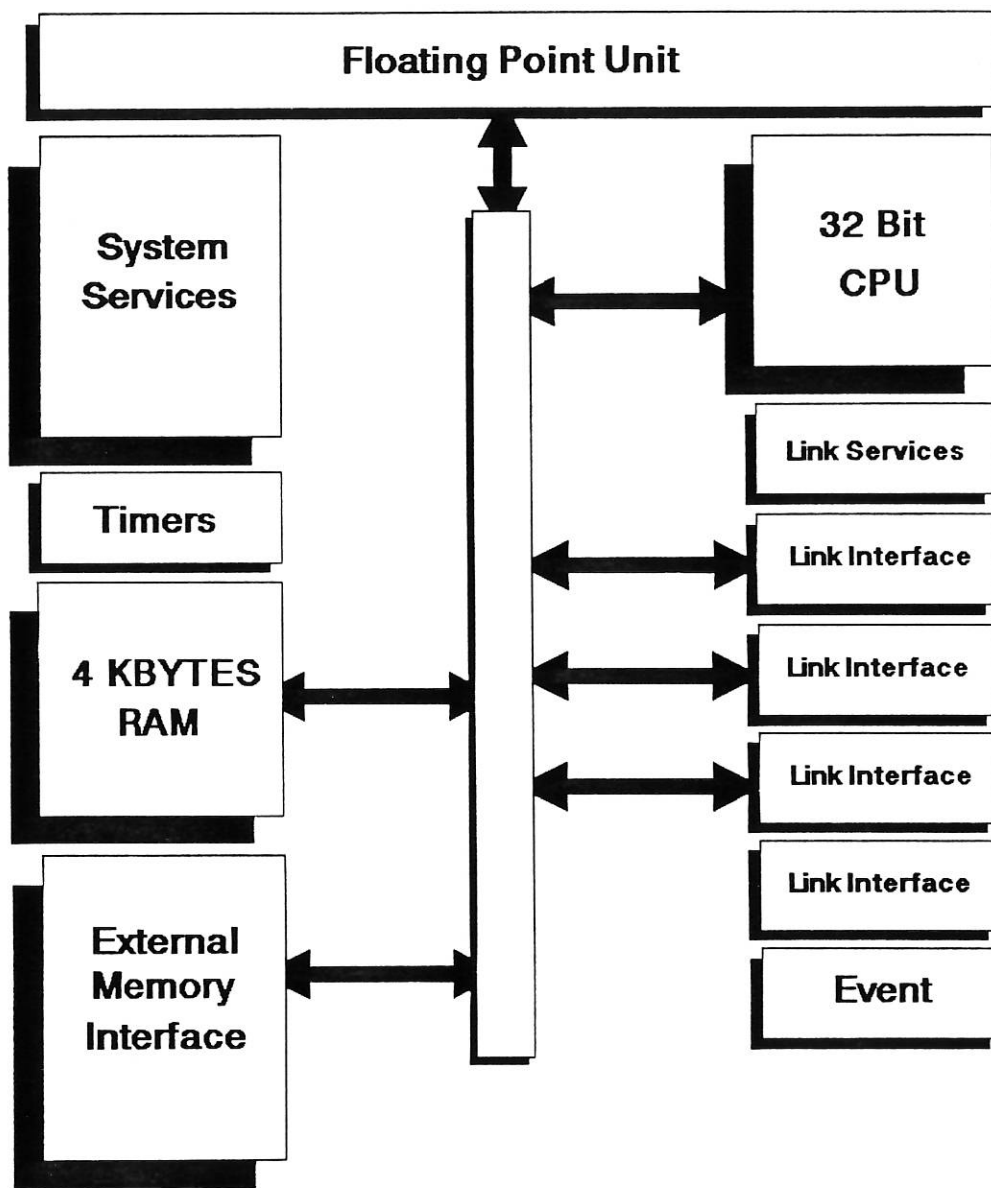 Floating Point Unit
System
Services
32 Bit
CPU
Link Services
Timers
Link Interface
4 KBYTES
RAM
Link Interface
Link Interface
Link Interface
External
Memory
Interface
Event